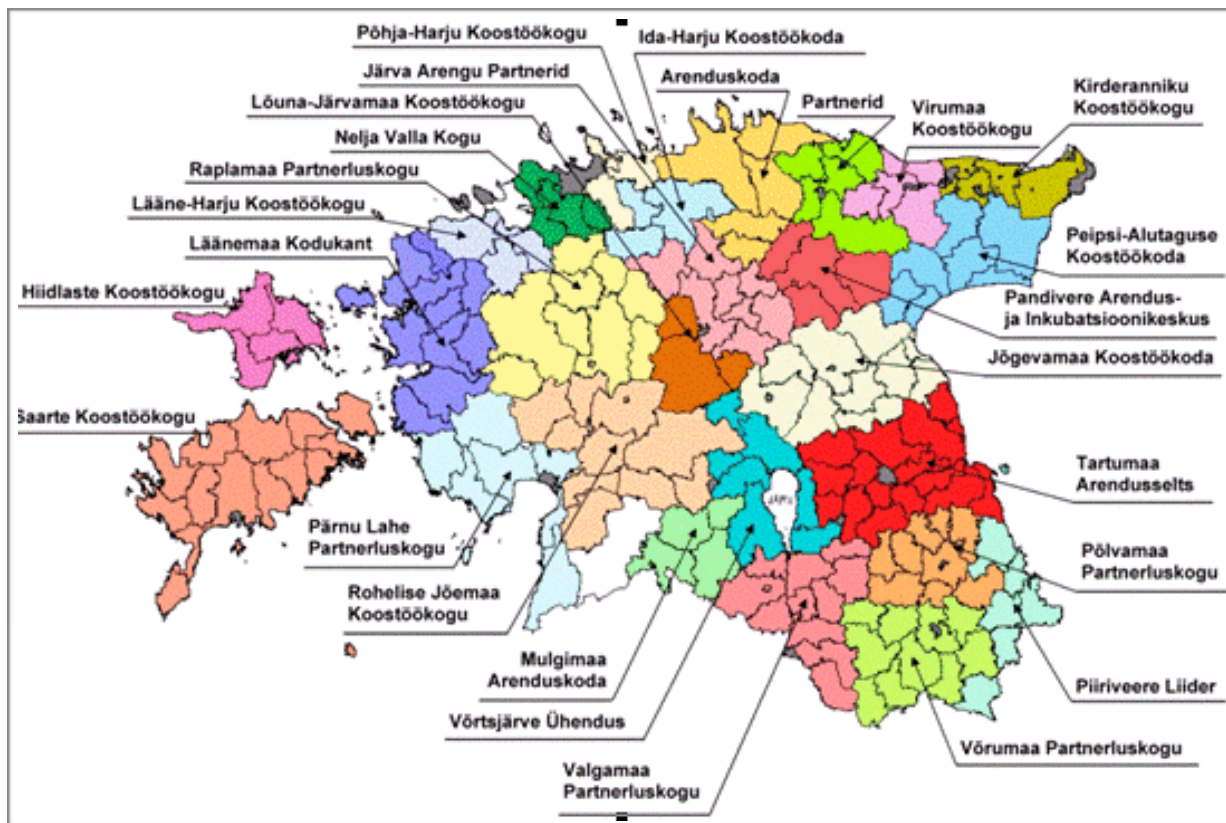 Põhja-Harju Koostöökogu
Ida-Harju Koostöökoda
Järva Arengu Partnerid
Arenduskoda
Kirderanniku
Koostöökogu
Lõuna-Järvamaa Koostöökogu
Partnerid
Virumaa
Koostöökogu
Nelja Valla Kogu
Raplamaa Partnerluskogu
Lääne-Harju Koostöökogu
Läänemaa Kodukant
Peipsi-Alutaguse
Koostöökoda
Hiidlaste Koostöökogu
Pandivere Arendus-
ja Inkubatsioonikeskus
Jõgevamaa Koostöökoda
Saarte Koostöökogu
Tartumaa
Arendusselts
Pärnu Lahe
Partnerluskogu
Põlvamaa
Partnerluskogu
Rohelise Jõemaa
Koostöökogu
Mulgimaa
Arenduskoda
Piiriveere Liider
Võrtsjärve Ühendus
Võrumaa Partnerluskogu
Valgamaa
Partnerluskogu